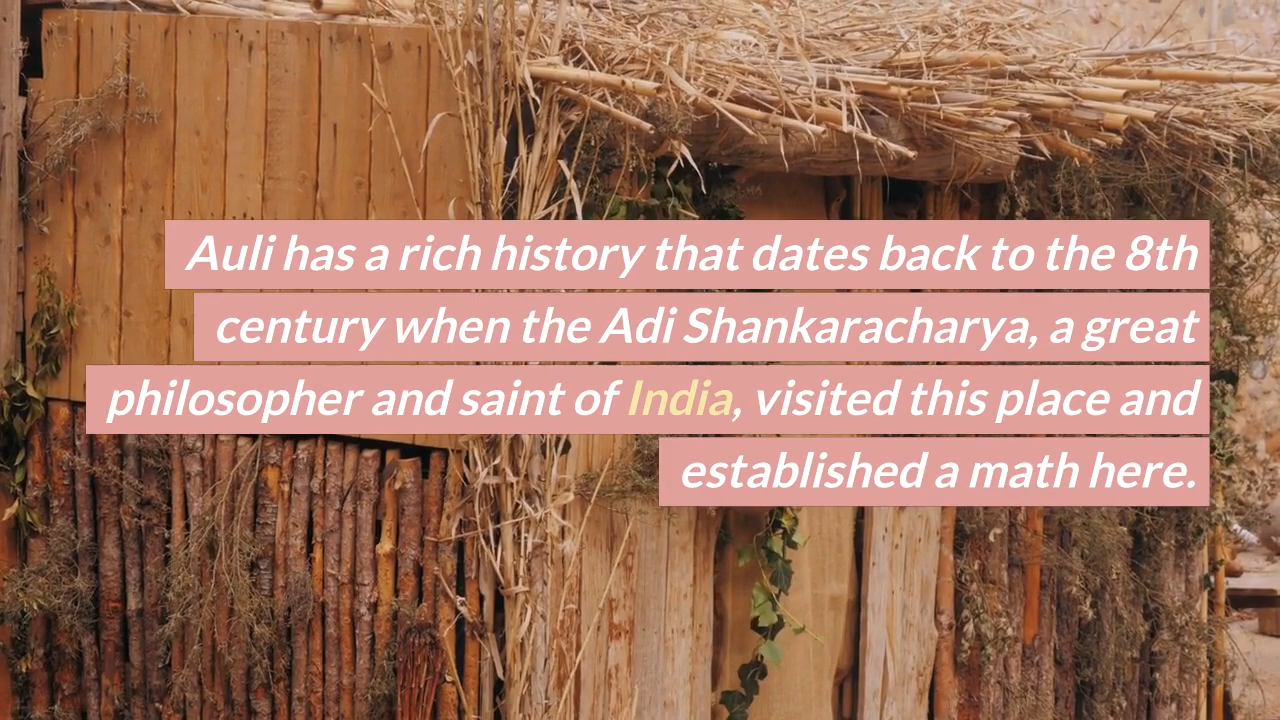 Auli has a rich history that dates back to the 8th
century when the Adi Shankaracharya, a great
philosopher and saint of India, visited this place and
established a math here.